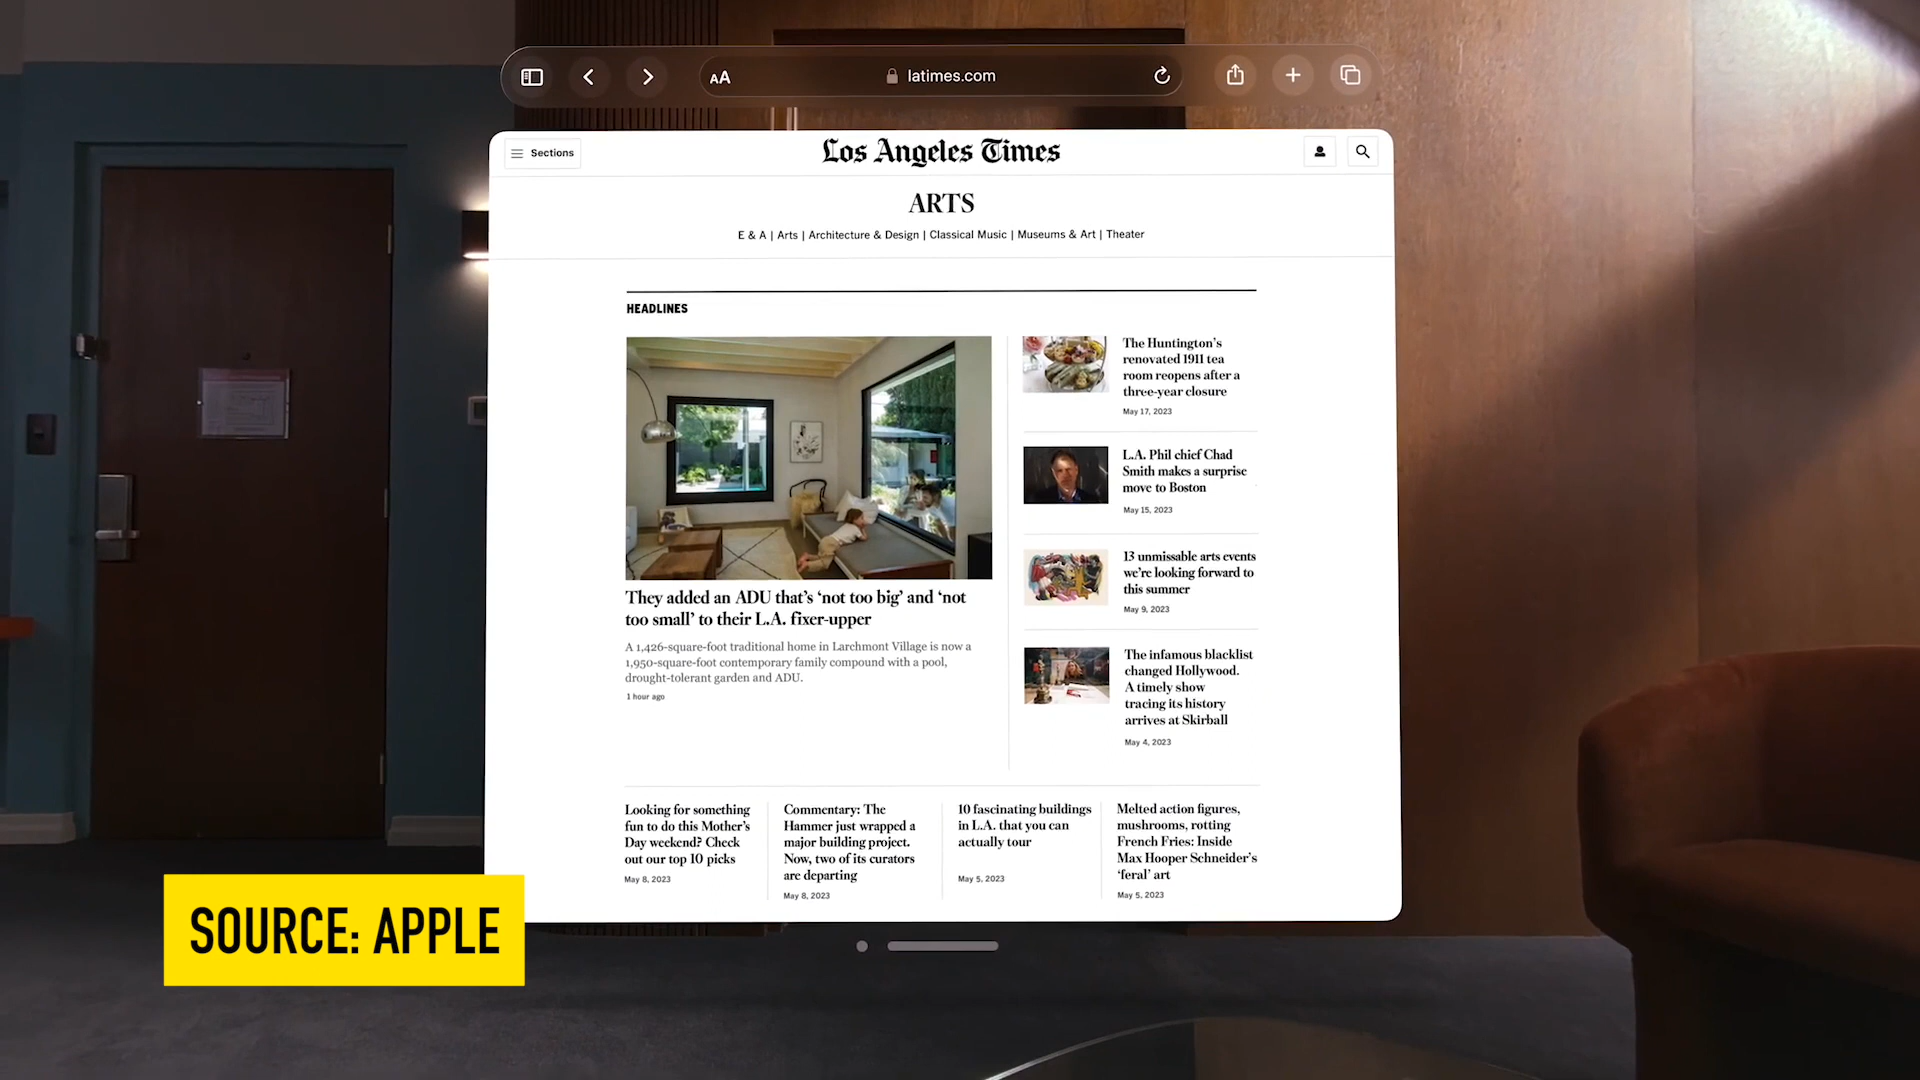 AA
latimes.com
Sections
Los Angeles Times
ARTS
E & A | Arts | Architecture & Design | Classical Music | Museums & Art | Theater
HEADLINES
They added an ADU that's ‘not too big’ and ‘not
too small’ to their L.A. fixer-upper
A 1,426-square-foot traditional home in Larchmont Village is now a
1,950-square-foot contemporary family compound with a pool,
drought-tolerant garden and ADU.
1 hour ago
The Huntington’s
renovated 1911 tea
room reopens after a
three-year closure
May 17, 2023
L.A. Phil chief Chad
Smith makes a surprise
move to Boston
May 15, 2023
13 unmissable arts events
we’re looking forward to
this summer
May 9, 2023
The infamous blacklist
changed Hollywood.
A timely show
tracing its history
arrives at Skirball
May 4, 2023
Looking for something
fun to do this Mother’s
Day weekend? Check
out our top 10 picks
May 8, 2023
Commentary: The
Hammer just wrapped a
major building project.
Now, two of its curators
are departing
May 8, 2023
10 fascinating buildings
in L.A. that you can
actually tour
May 5, 2023
Melted action figures,
mushrooms, rotting
French Fries: Inside
Max Hooper Schneider’s
‘feral’ art
May 5, 2023
SOURCE: APPLE